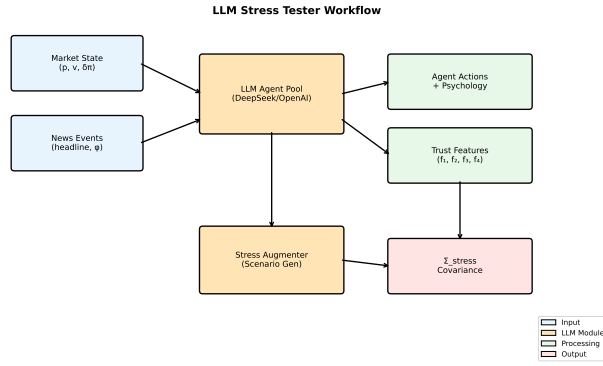 LLM Stress Tester Workflow
Market State
(p, v, δπ)
News Events
(headline, φ)
LLM Agent Pool
(DeepSeek/OpenAI)
Agent Actions
+ Psychology
Trust Features
(f₁, f₂, f₃, f₄)
Stress Augmenter
(Scenario Gen)
Σ_stress
Covariance
Input
LLM Module
Processing
Output